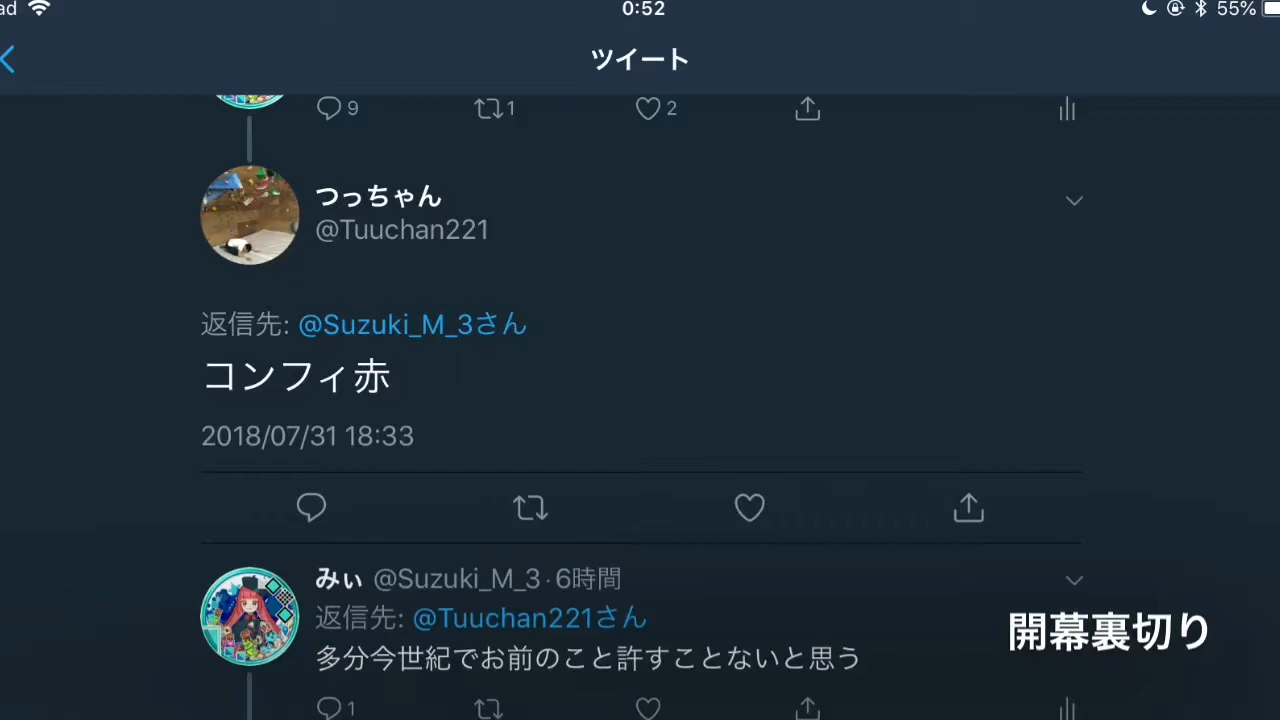 ad 0:52 55%
ツイート
9 1 2
つっちゃん
@Tuuchan221
返信先: @Suzuki_M_3さん
コンフィ赤
2018/07/31 18:33
みぃ @Suzuki_M_3·6時間
返信先: @Tuuchan221さん
多分今世紀でお前のこと許すことないと思う
開幕裏切り
1